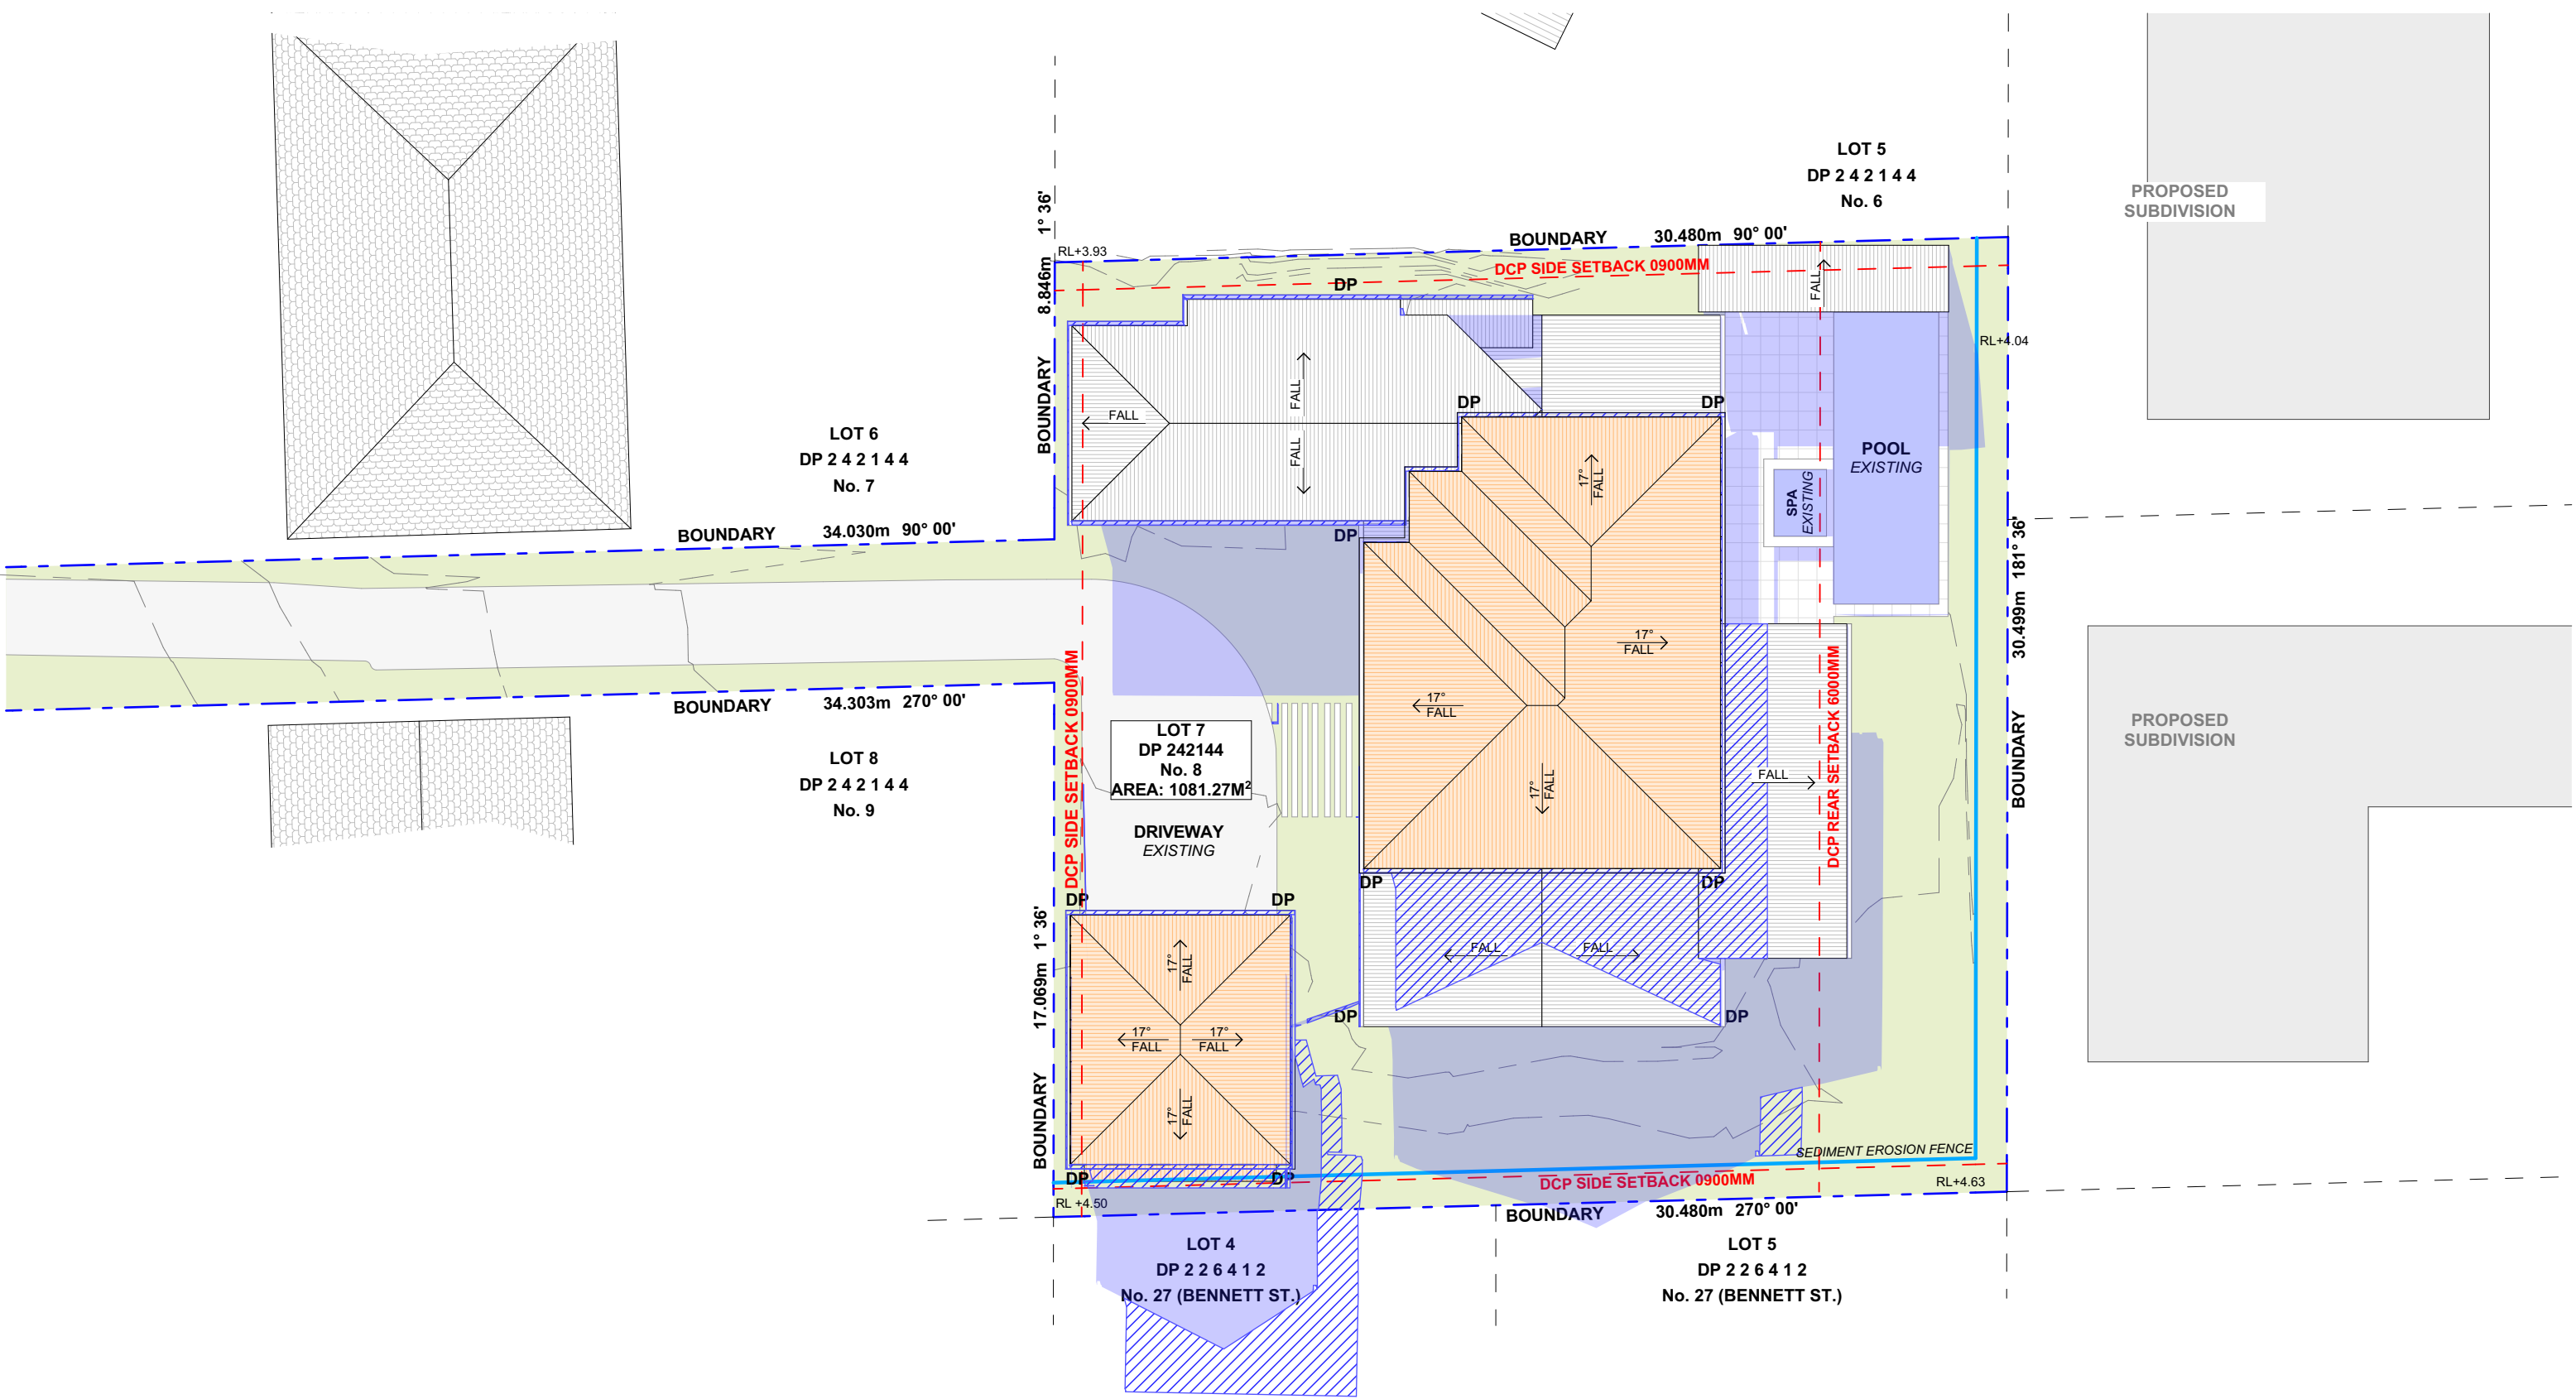 LOT 5
DP 2 4 2 1 4 4
No. 6
PROPOSED
SUBDIVISION
1° 36'
8.846m
BOUNDARY
RL+3.93
BOUNDARY 30.480m 90° 00'
DCP SIDE SETBACK 0900MM
DP
FALL
RL+4.04
FALL
FALL
FALL
DP
DP
LOT 6
DP 2 4 2 1 4 4
No. 7
POOL
EXISTING
SPA
EXISTING
17°
FALL
BOUNDARY 34.030m 90° 00'
DP
30.499m 181° 36'
BOUNDARY
17°
FALL
17°
FALL
BOUNDARY 34.303m 270° 00'
DCP SIDE SETBACK 0900MM
DCP REAR SETBACK 6000MM
LOT 7
DP 242144
No. 8
AREA: 1081.27M²
PROPOSED
SUBDIVISION
LOT 8
DP 2 4 2 1 4 4
No. 9
17°
FALL
FALL
DRIVEWAY
EXISTING
DP
DP
DP
DP
17.069m 1° 36'
BOUNDARY
17°
FALL
FALL
FALL
DP
DP
17°
FALL
17°
FALL
17°
FALL
SEDIMENT EROSION FENCE
DP
DP
DCP SIDE SETBACK 0900MM
RL+4.63
RL +4.50
BOUNDARY 30.480m 270° 00'
LOT 4
DP 2 2 6 4 1 2
No. 27 (BENNETT ST.)
LOT 5
DP 2 2 6 4 1 2
No. 27 (BENNETT ST.)